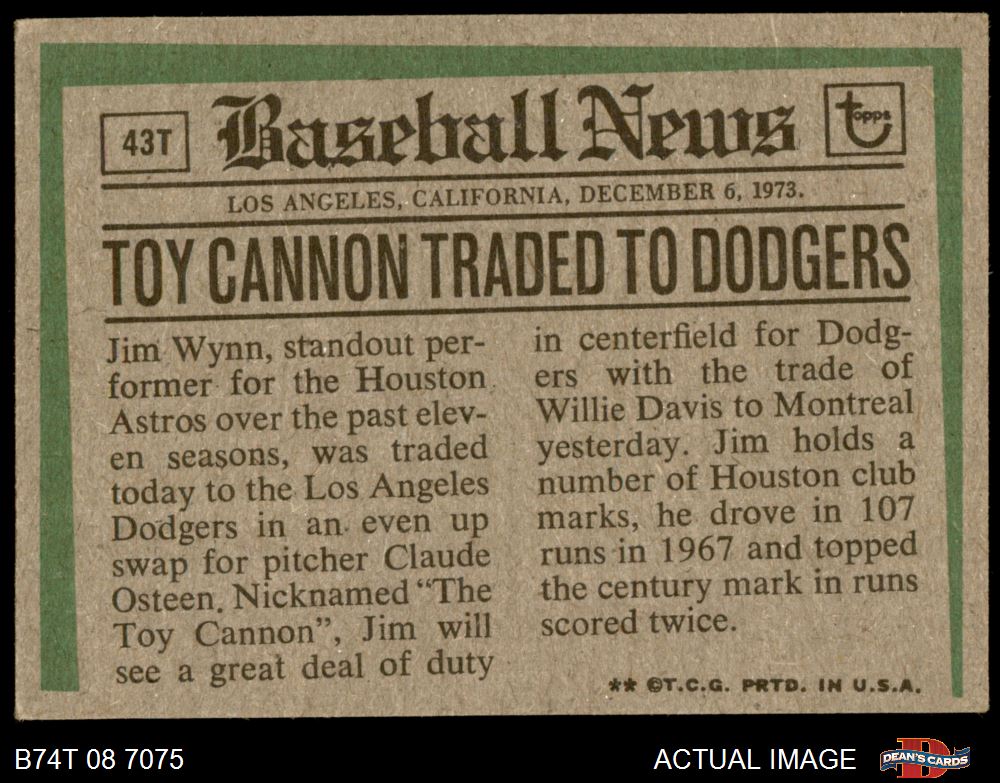 43T
Baseball News
topps
LOS ANGELES, CALIFORNIA, DECEMBER 6, 1973.
TOY CANNON TRADED TO DODGERS
Jim Wynn, standout per-
former for the Houston
Astros over the past elev-
en seasons, was traded
today to the Los Angeles
Dodgers in an even up
swap for pitcher Claude
Osteen. Nicknamed "The
Toy Cannon", Jim will
see a great deal of duty
in centerfield for Dodg-
ers with the trade of
Willie Davis to Montreal
yesterday. Jim holds a
number of Houston club
marks, he drove in 107
runs in 1967 and topped
the century mark in runs
scored twice.
** ©T.C.G. PRTD. IN U.S.A.
B74T 08 7075
ACTUAL IMAGE
DEAN'S CARDS